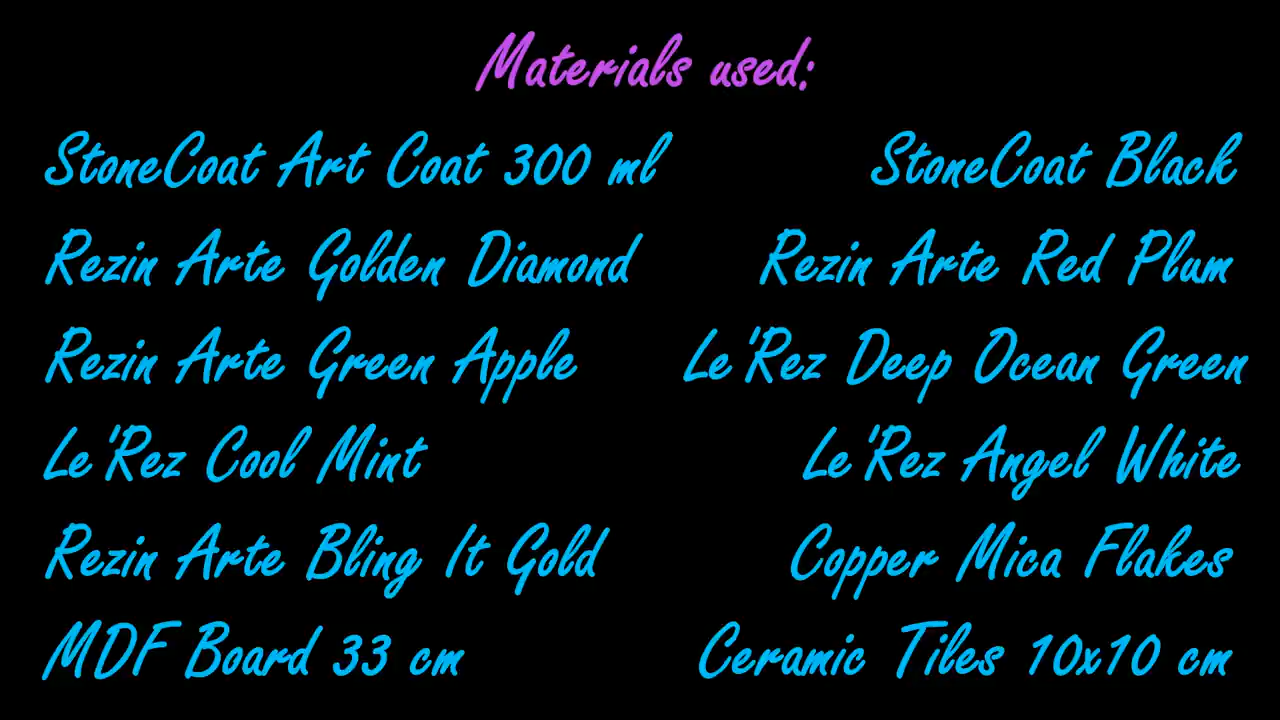 Materials used:
StoneCoat Art Coat 300 ml
StoneCoat Black
Rezin Arte Golden Diamond
Rezin Arte Red Plum
Rezin Arte Green Apple
Le'Rez Deep Ocean Green
Le'Rez Cool Mint
Le'Rez Angel White
Rezin Arte Bling It Gold
Copper Mica Flakes
MDF Board 33 cm
Ceramic Tiles 10x10 cm